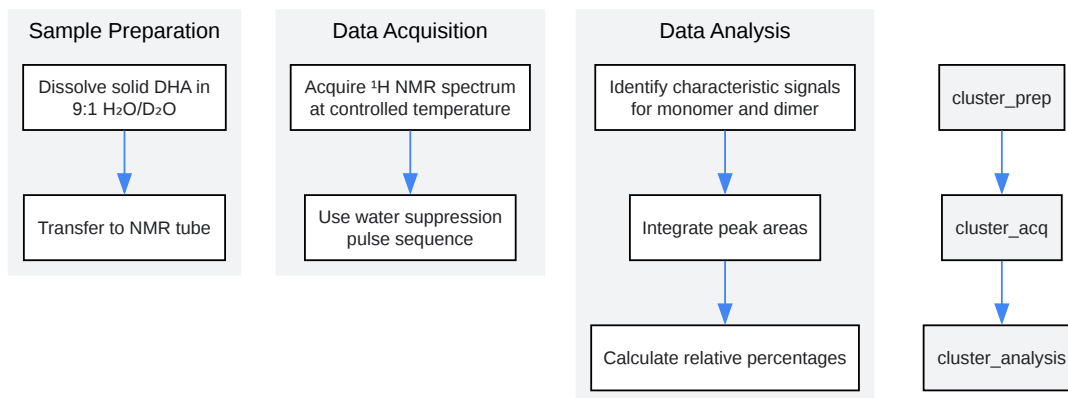 Sample Preparation
Dissolve solid DHA in
9:1 H₂O/D₂O
Transfer to NMR tube
Data Acquisition
Acquire ¹H NMR spectrum
at controlled temperature
Use water suppression
pulse sequence
Data Analysis
Identify characteristic signals
for monomer and dimer
Integrate peak areas
Calculate relative percentages
cluster_prep
cluster_acq
cluster_analysis